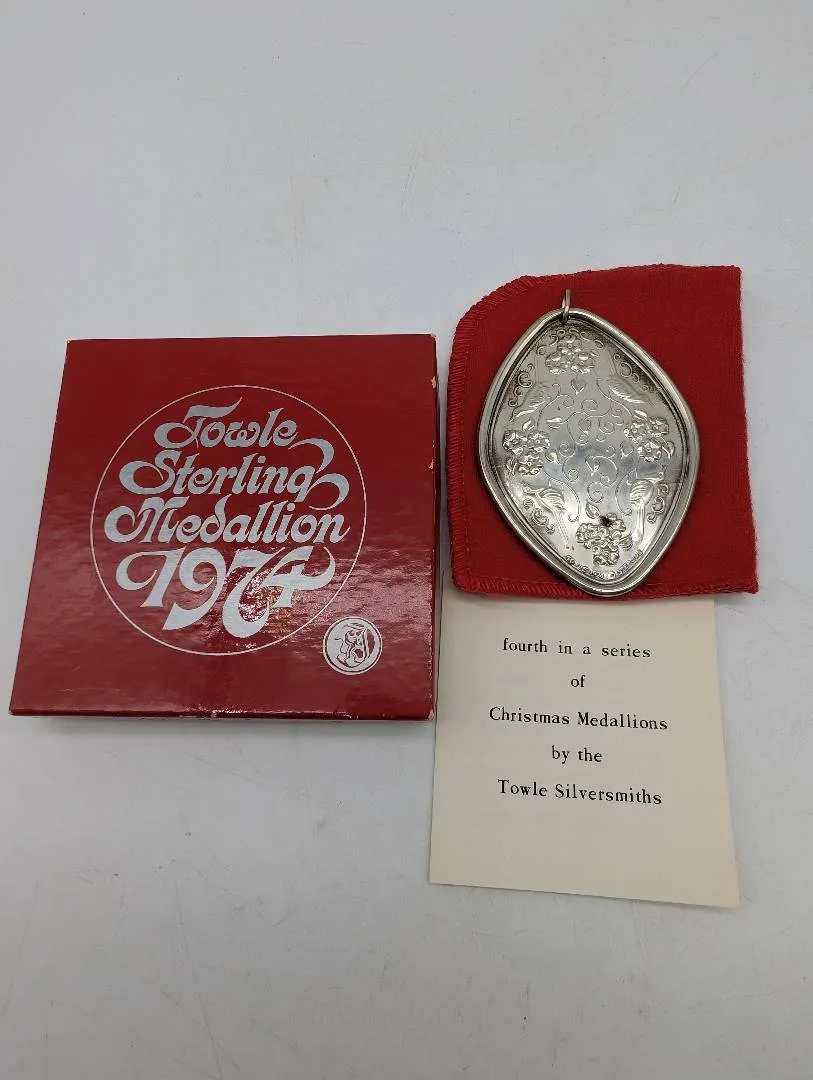 Towle
Sterling
Medallion
1974
fourth in a series
of
Christmas Medallions
by the
Towle Silversmiths